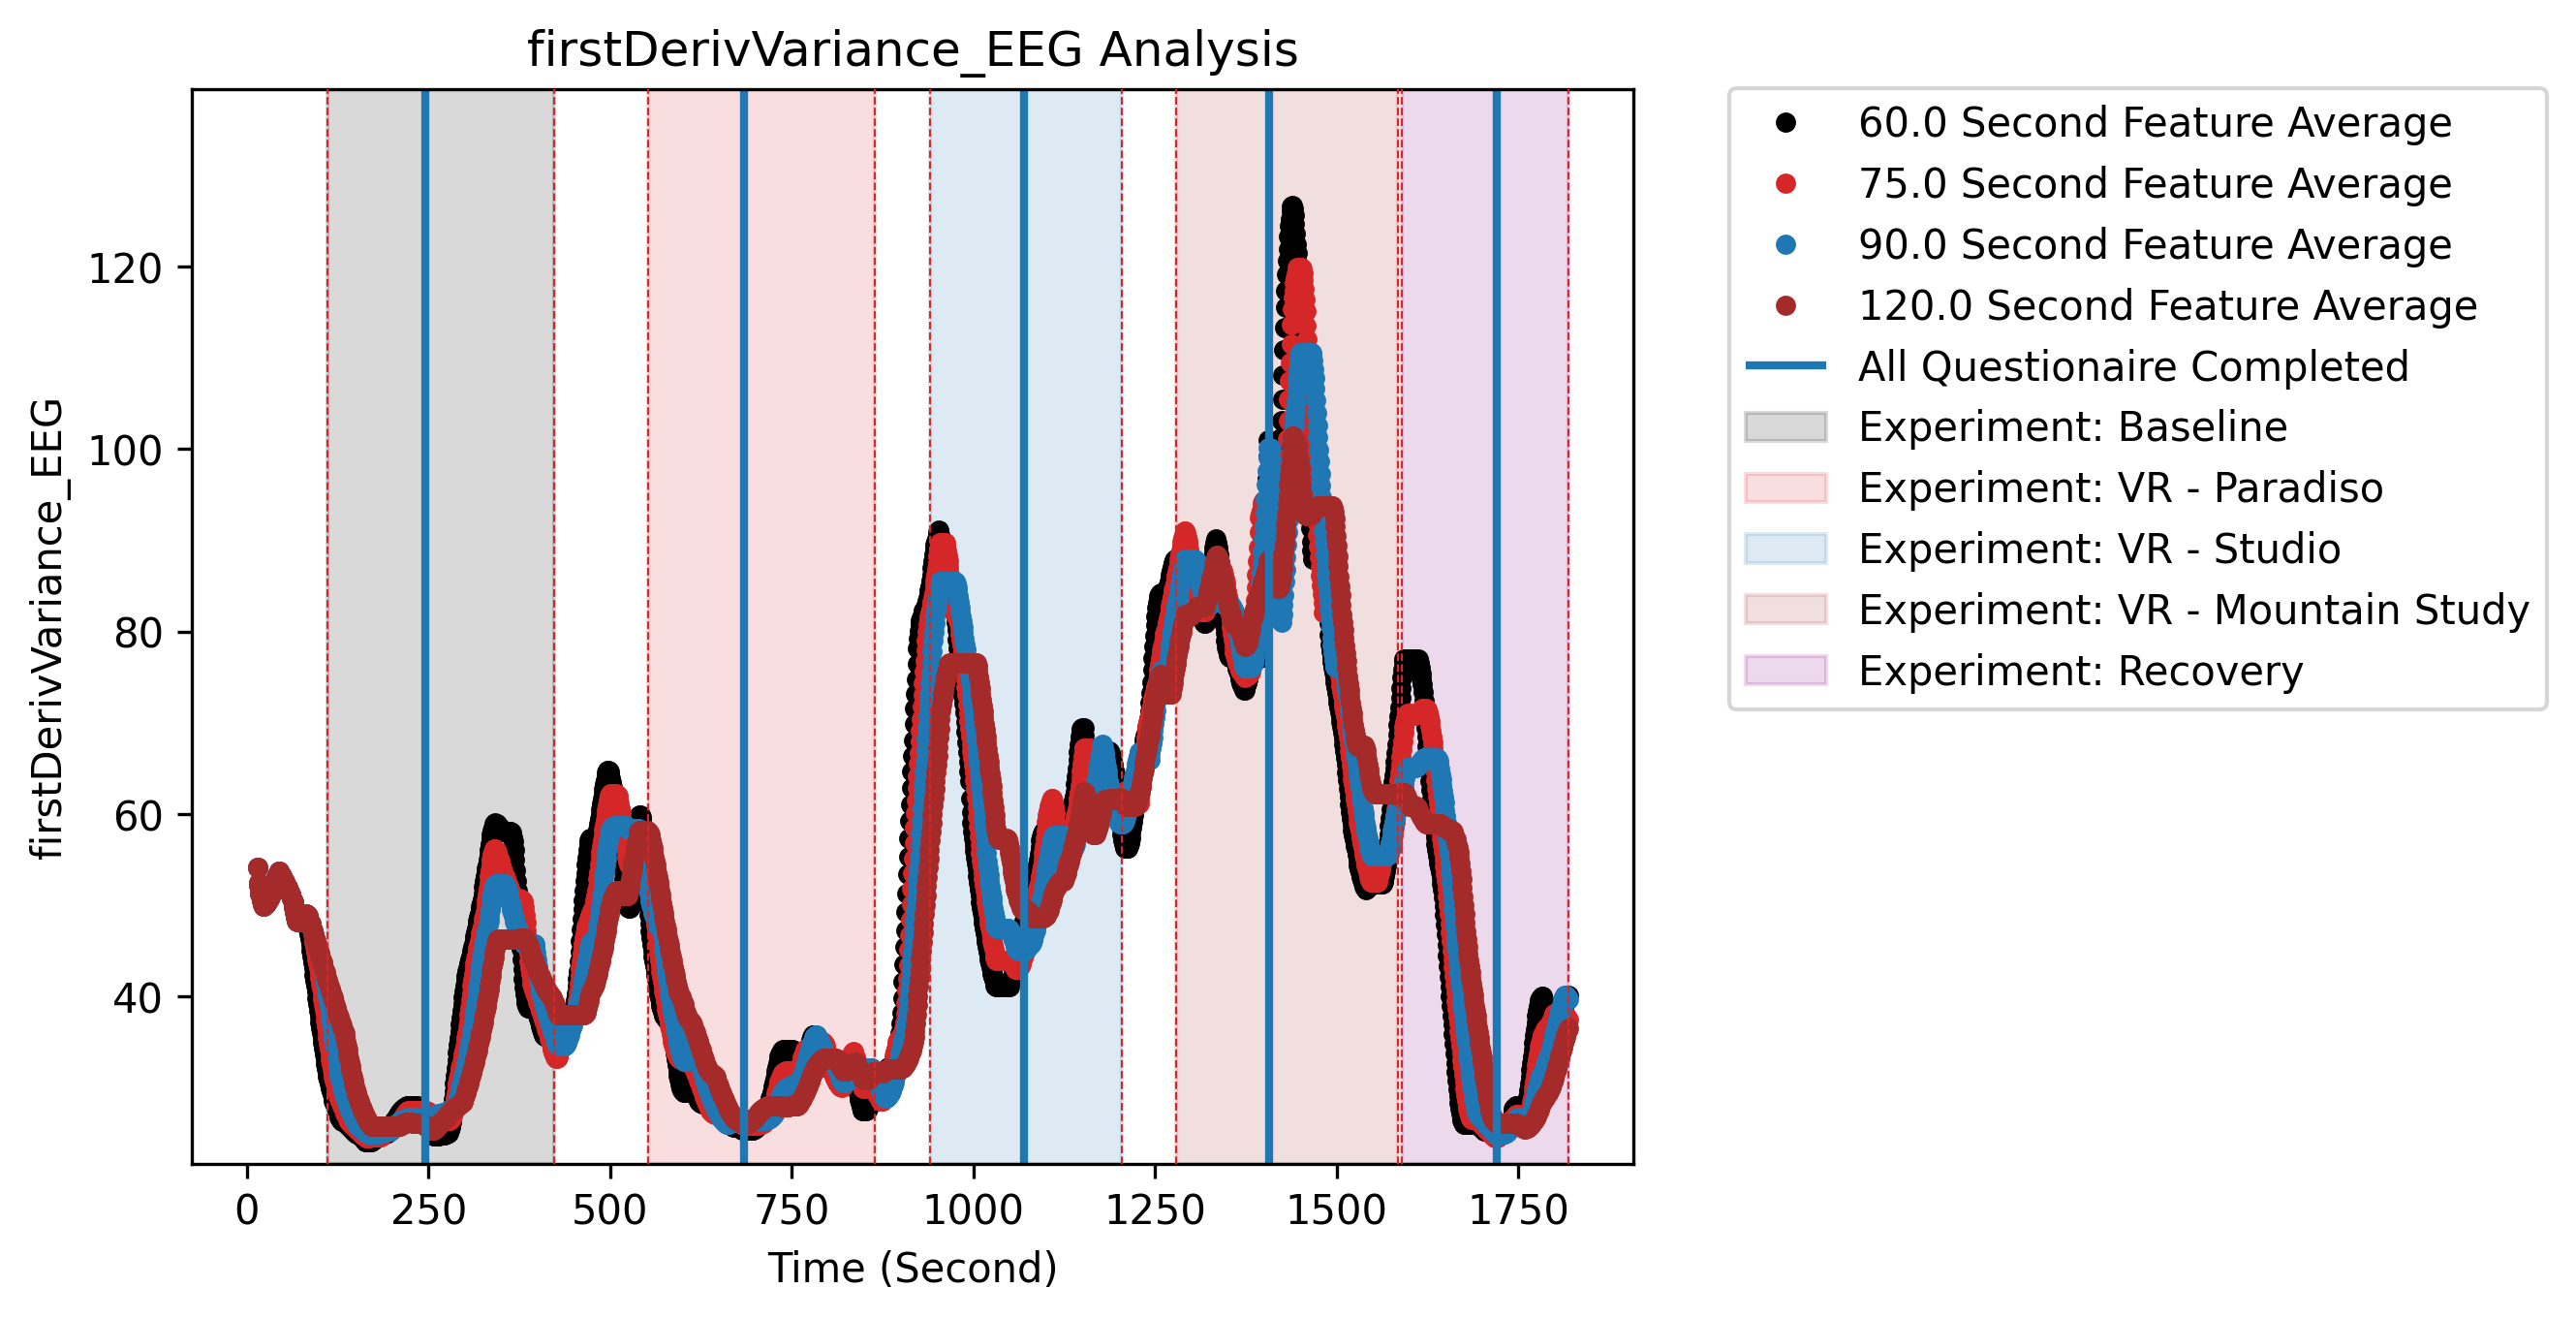 firstDerivVariance_EEG Analysis
firstDerivVariance_EEG
120
100
80
60
40
0 250 500 750 1000 1250 1500 1750
Time (Second)
60.0 Second Feature Average
75.0 Second Feature Average
90.0 Second Feature Average
120.0 Second Feature Average
All Questionaire Completed
Experiment: Baseline
Experiment: VR - Paradiso
Experiment: VR - Studio
Experiment: VR - Mountain Study
Experiment: Recovery